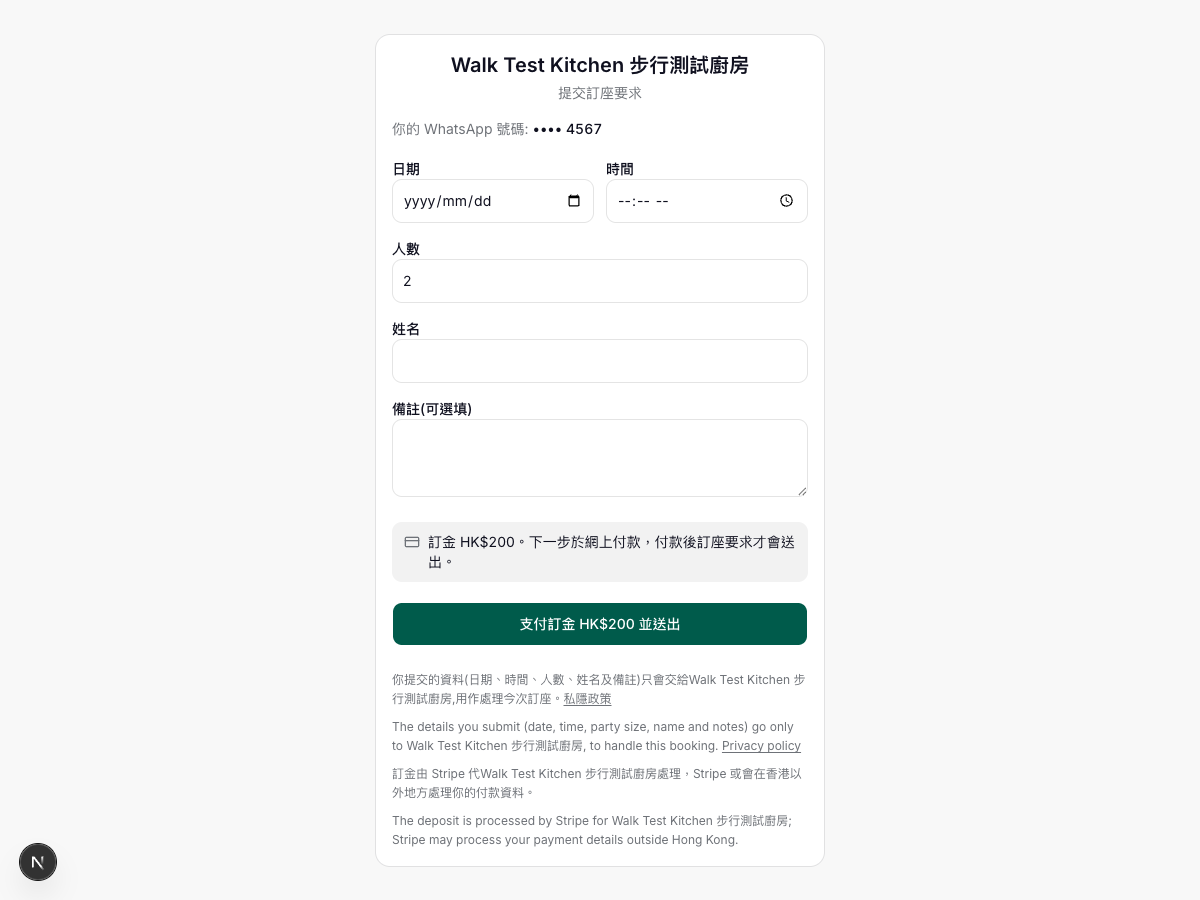 Walk Test Kitchen 步行測試廚房
提交訂座要求
你的 WhatsApp 號碼: •••• 4567
日期
時間
yyyy/mm/dd
--:-- --
人數
2
姓名
備註(可選填)
訂金 HK$200。下一步於網上付款，付款後訂座要求才會送
出。
支付訂金 HK$200 並送出
你提交的資料(日期、時間、人數、姓名及備註)只會交給Walk Test Kitchen 步
行測試廚房,用作處理今次訂座。私隱政策
The details you submit (date, time, party size, name and notes) go only
to Walk Test Kitchen 步行測試廚房, to handle this booking. Privacy policy
訂金由 Stripe 代Walk Test Kitchen 步行測試廚房處理，Stripe 或會在香港以
外地方處理你的付款資料。
The deposit is processed by Stripe for Walk Test Kitchen 步行測試廚房;
Stripe may process your payment details outside Hong Kong.
N